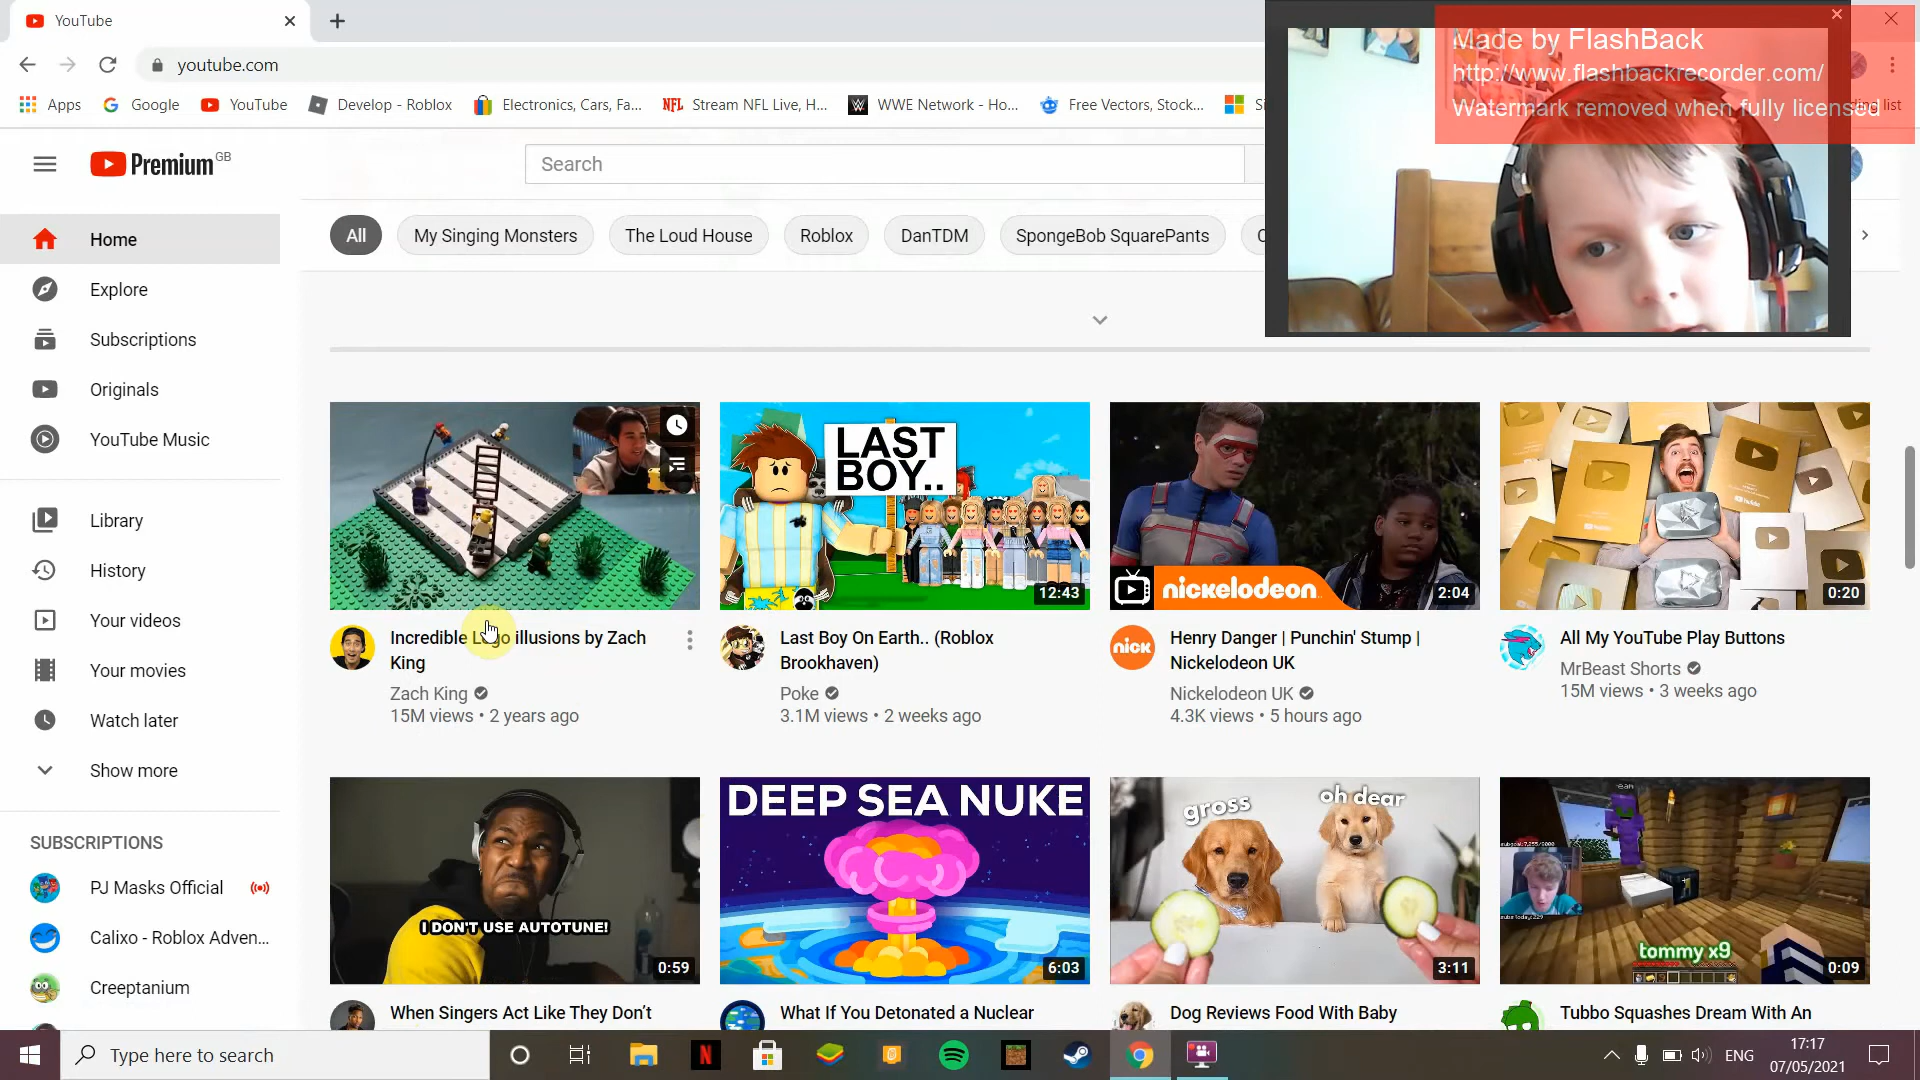 YouTube
youtube.com
Apps
Google
YouTube
Develop - Roblox
Electronics, Cars, Fa...
NFL
Stream NFL Live, H...
WWE Network - Ho...
Free Vectors, Stock...
Made by FlashBack
http://www.flashbackrecorder.com/
Watermark removed when fully licensed
Premium GB
Search
All
My Singing Monsters
The Loud House
Roblox
DanTDM
SpongeBob SquarePants
Home
Explore
Subscriptions
Originals
YouTube Music
Library
History
Your videos
Your movies
Watch later
Show more
SUBSCRIPTIONS
PJ Masks Official
Calixo - Roblox Adven...
Creeptanium
Incredible Lego illusions by Zach
King
Zach King
15M views • 2 years ago
LAST
BOY..
12:43
Last Boy On Earth.. (Roblox
Brookhaven)
Poke
3.1M views • 2 weeks ago
nickelodeon
2:04
nick
Henry Danger | Punchin' Stump |
Nickelodeon UK
Nickelodeon UK
4.3K views • 5 hours ago
0:20
All My YouTube Play Buttons
MrBeast Shorts
15M views • 3 weeks ago
I DON'T USE AUTOTUNE!
0:59
When Singers Act Like They Don't
DEEP SEA NUKE
6:03
What If You Detonated a Nuclear
gross
oh dear
3:11
Dog Reviews Food With Baby
tommy x9
0:09
Tubbo Squashes Dream With An
Type here to search
ENG
17:17
07/05/2021